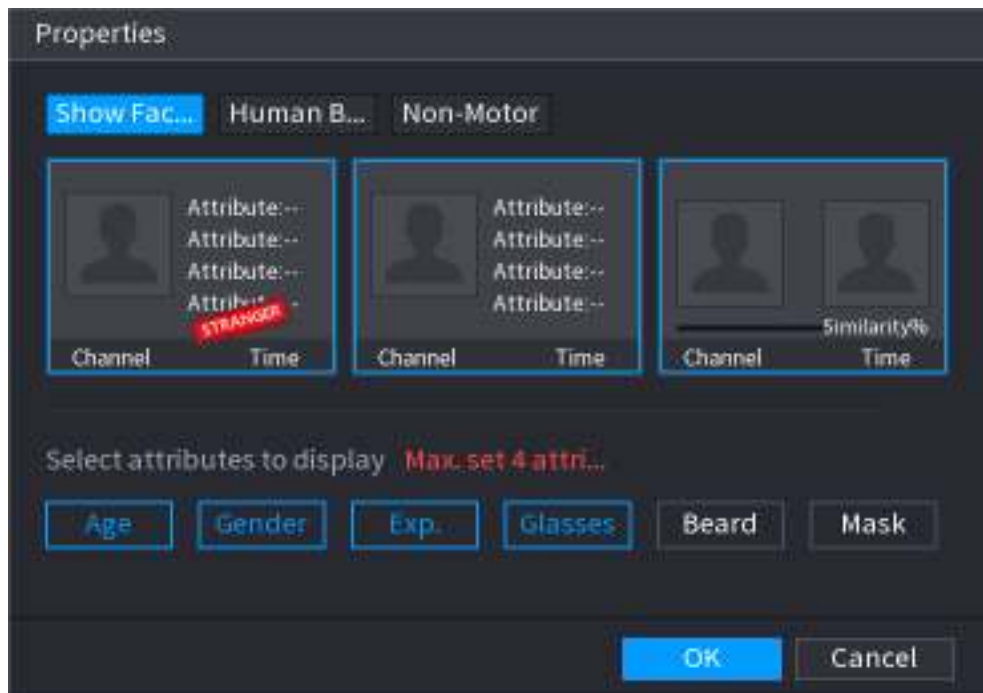 Properties
Show Fac... Human B... Non-Motor
Attribute:-- Attribute:--
Attribute:-- Attribute:--
Attribute:-- Attribute:--
Attribute:-- Attribute:--
STRANGER Similarity%
Channel Time Channel Time Channel Time
Select attributes to display Max. set 4 attri...
Age Gender Exp. Glasses Beard Mask
OK Cancel